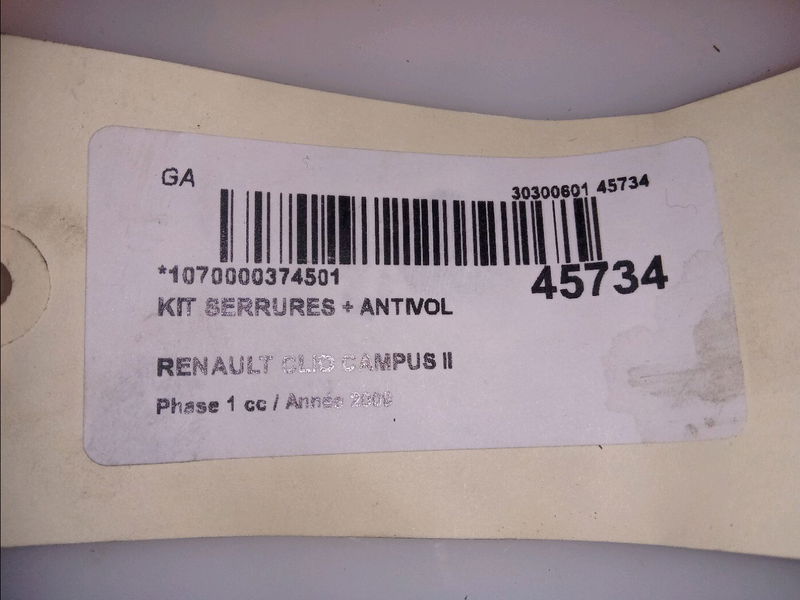 GA
30300601 45734
*1070000374501
45734
KIT SERRURES + ANTIVOL
RENAULT CLIO CAMPUS II
Phase 1 cc / Année